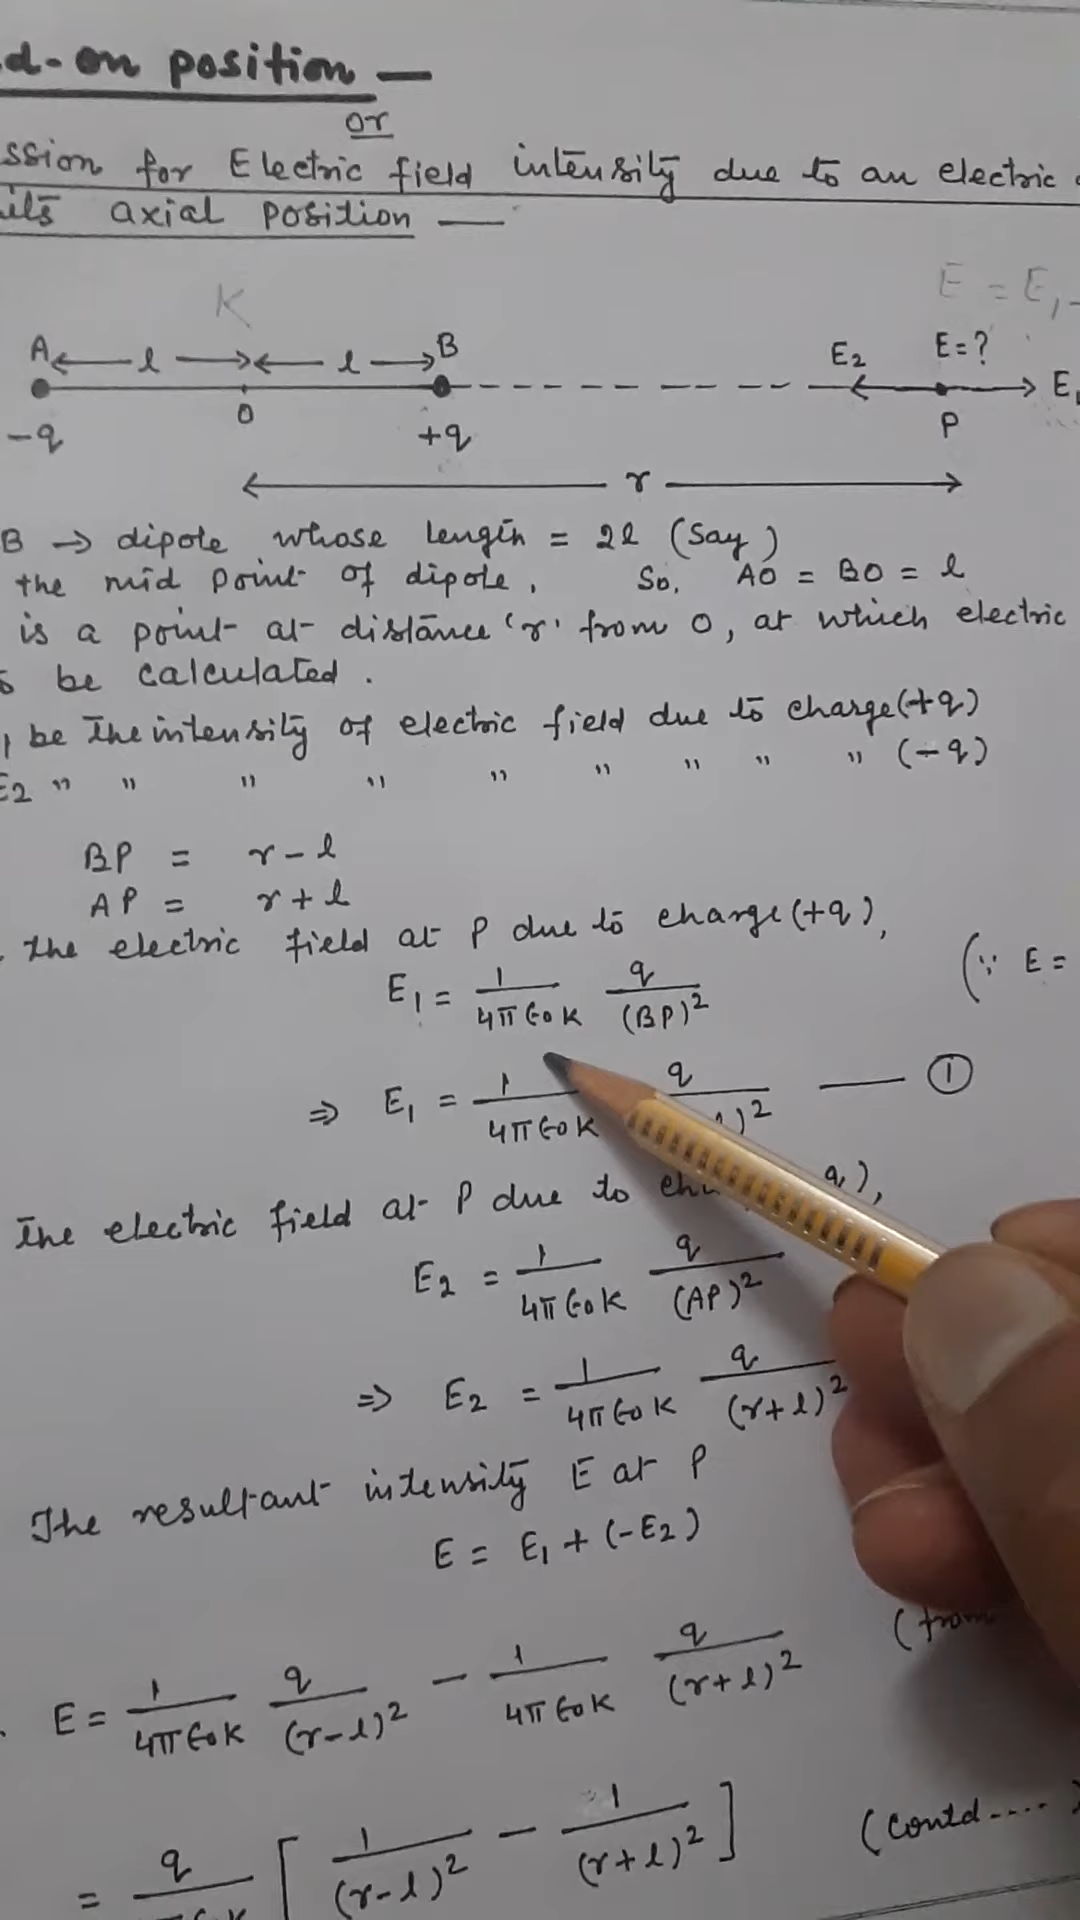 d-on position —
or
ssion for Electric field intensity due to an electric
its axial position —
K
E = E₁
A l l B E₂ E=? E₁
-q O +q P
r
B → dipole whose length = 2l (Say)
the mid point of dipole. So, AO = BO = l
is a point at distance 'r' from O, at which electric
be calculated.
be the intensity of electric field due to charge (+q)
E₂ " " " " " " " " " (-q)
BP = r-l
AP = r+l
the electric field at P due to charge (+q),
E₁ = 1/4πϵ₀K q/(BP)² (∵ E =
⇒ E₁ = 1/4πϵ₀K q/ )² — ①
The electric field at P due to q),
E₂ = 1/4πϵ₀K q/(AP)²
⇒ E₂ = 1/4πϵ₀K q/(r+l)²
The resultant intensity E at P
E = E₁ + (-E₂)
(from
E = 1/4πϵ₀K q/(r-l)² - 1/4πϵ₀K q/(r+l)²
= q/ πϵ₀K [ 1/(r-l)² - 1/(r+l)² ] (contd....)